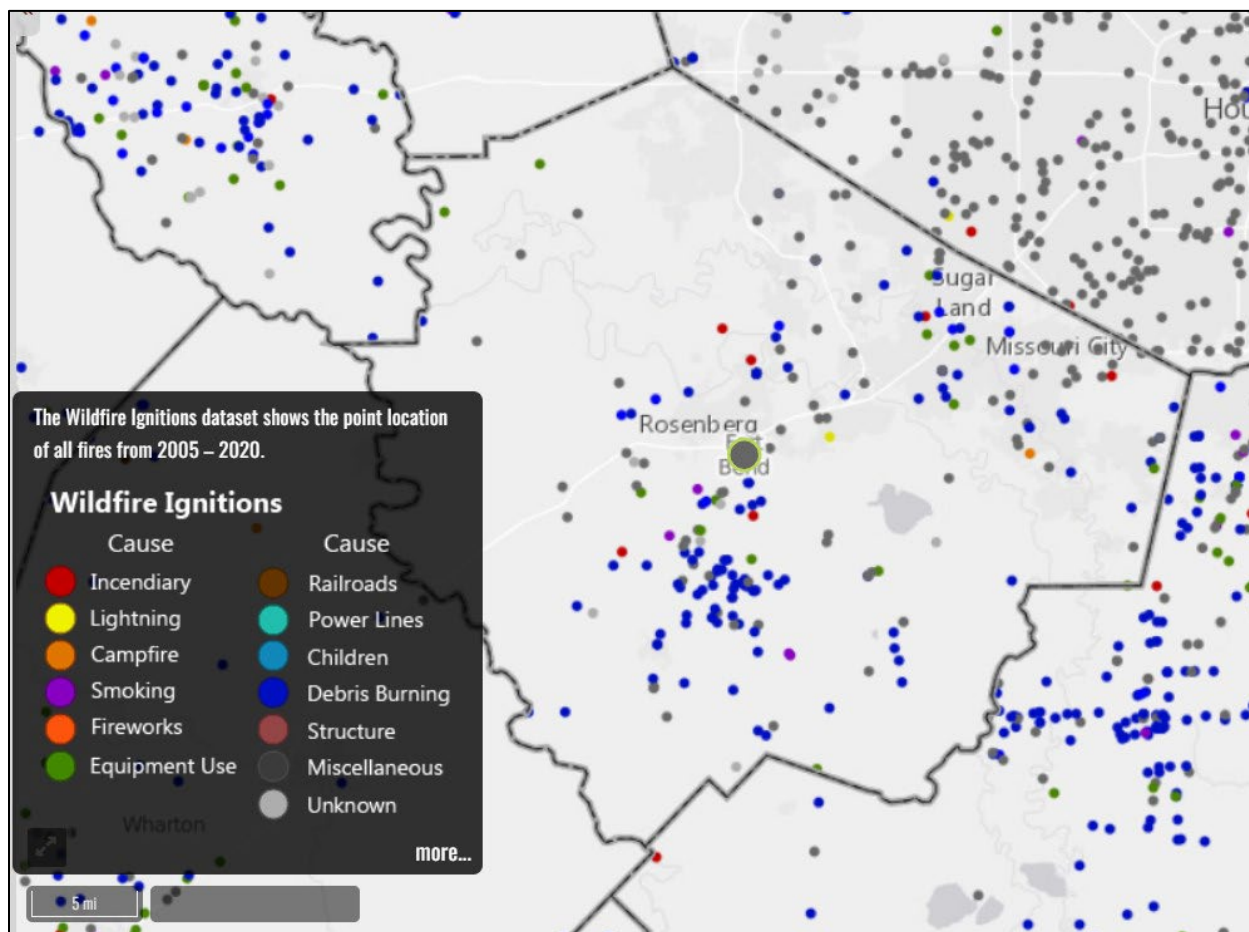 Hou
Sugar
Land
Missouri City
Rosenberg
Fort
Bend
The Wildfire Ignitions dataset shows the point location
of all fires from 2005 – 2020.
Wildfire Ignitions
Cause
Cause
Incendiary
Railroads
Lightning
Power Lines
Campfire
Children
Smoking
Debris Burning
Fireworks
Structure
Equipment Use
Miscellaneous
Unknown
Wharton
more...
5 mi